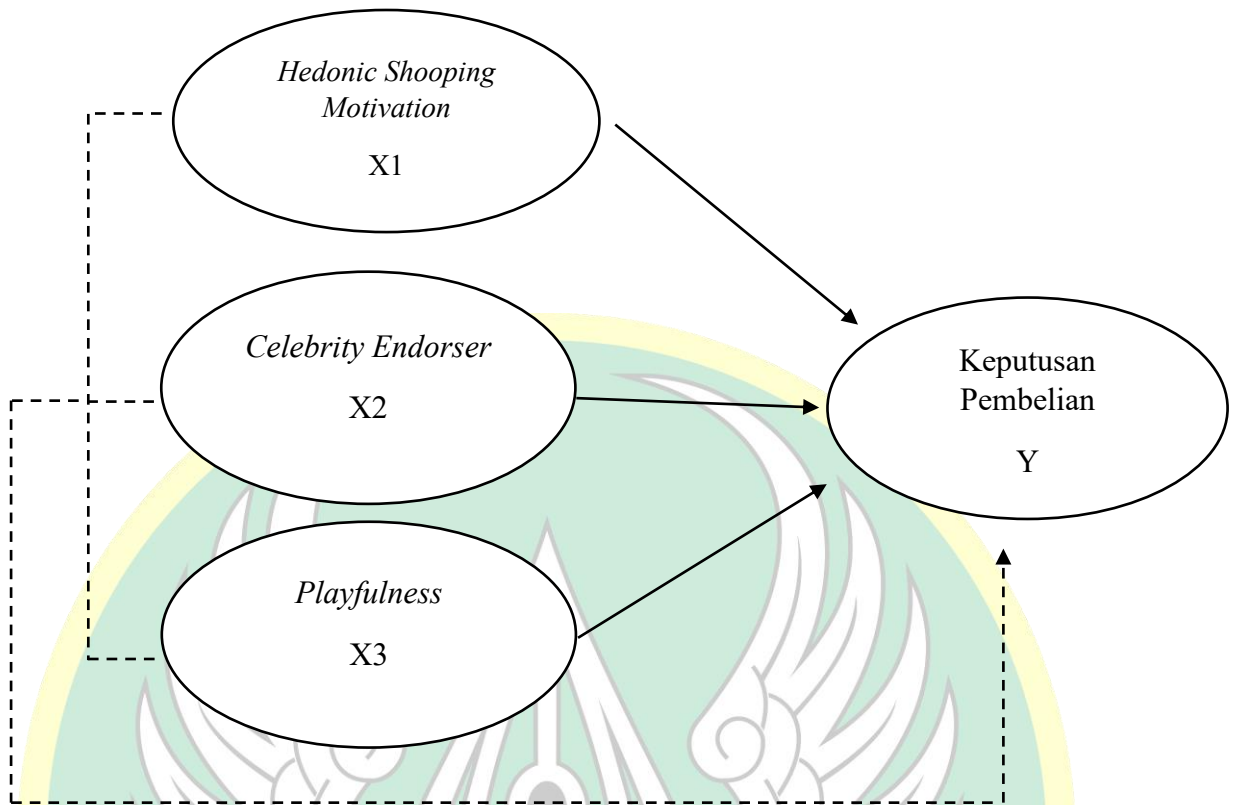 Hedonic Shooping
Motivation
X1
Celebrity Endorser
X2
Playfulness
X3
Keputusan
Pembelian
Y